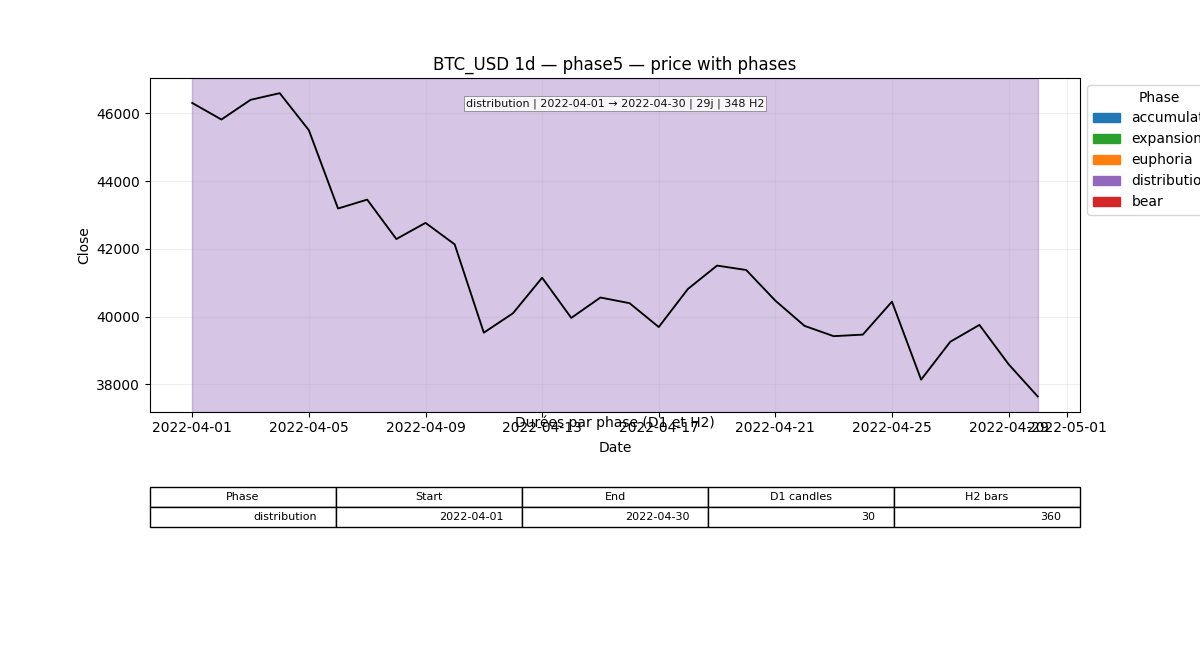 BTC_USD 1d — phase5 — price with phases
distribution | 2022-04-01 → 2022-04-30 | 29j | 348 H2
Phase
accumulat
expansion
euphoria
distributio
bear
Close
46000
44000
42000
40000
38000
Durées par phase (D1 et H2)
2022-04-01 2022-04-05 2022-04-09 2022-04-13 2022-04-17 2022-04-21 2022-04-25 2022-04-29 2022-05-01
Date
Phase Start End D1 candles H2 bars
distribution 2022-04-01 2022-04-30 30 360